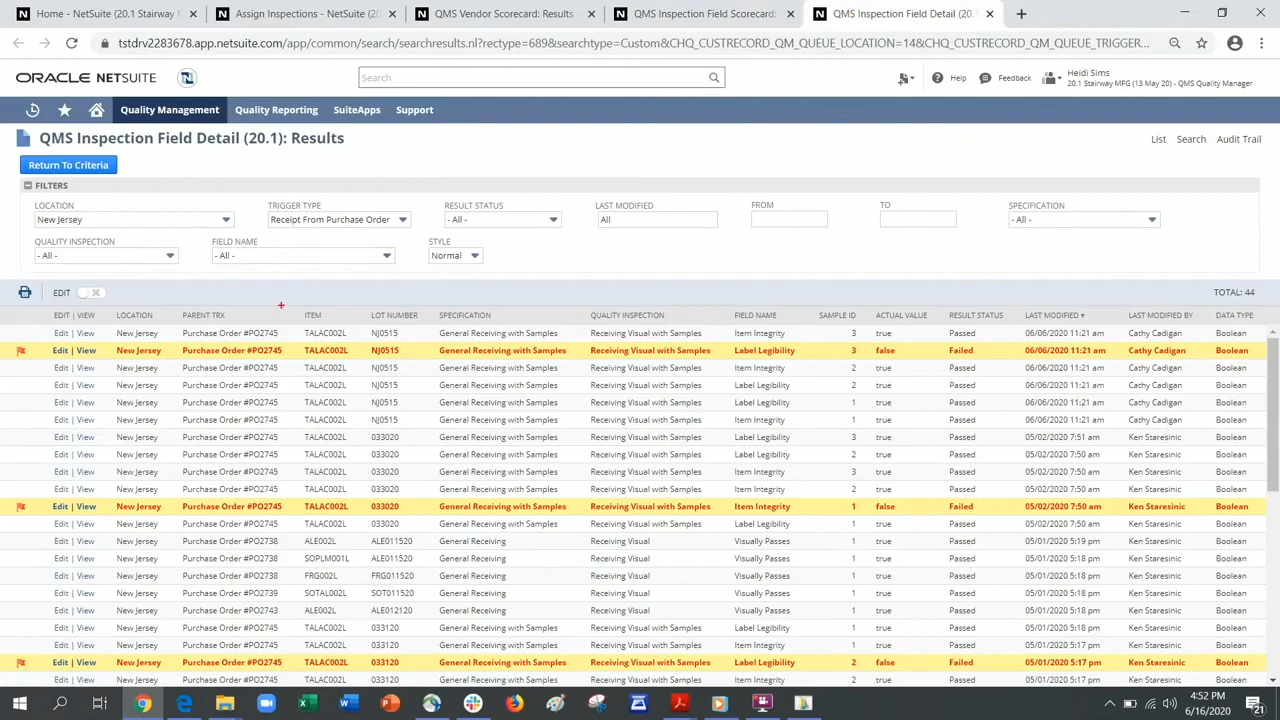 Home - NetSuite (20.1 Stairway M
Assign Inspections - NetSuite (20
QMS Vendor Scorecard: Results -
QMS Inspection Field Scorecard:
QMS Inspection Field Detail (20.1
tstdrv2283678.app.netsuite.com/app/common/search/searchresults.nl?rectype=689&searchtype=Custom&CHQ_CUSTRECORD_QM_QUEUE_LOCATION=14&CHQ_CUSTRECORD_QM_QUEUE_TRIGGER...
ORACLE NETSUITE
Search
Help
Feedback
Heidi Sims
20.1 Stairway MFG (13 May 20) - QMS Quality Manager
Quality Management Quality Reporting SuiteApps Support
QMS Inspection Field Detail (20.1): Results
List Search Audit Trail
Return To Criteria
FILTERS
LOCATION TRIGGER TYPE RESULT STATUS LAST MODIFIED FROM TO SPECIFICATION
New Jersey Receipt From Purchase Order - All - All - All -
QUALITY INSPECTION FIELD NAME STYLE
- All - - All - Normal
EDIT TOTAL: 44
EDIT | VIEW LOCATION PARENT TRX ITEM LOT NUMBER SPECIFICATION QUALITY INSPECTION FIELD NAME SAMPLE ID ACTUAL VALUE RESULT STATUS LAST MODIFIED LAST MODIFIED BY DATA TYPE
Edit | View New Jersey Purchase Order #PO2745 TALAC002L NJ0515 General Receiving with Samples Receiving Visual with Samples Item Integrity 3 true Passed 06/06/2020 11:21 am Cathy Cadigan Boolean
Edit | View New Jersey Purchase Order #PO2745 TALAC002L NJ0515 General Receiving with Samples Receiving Visual with Samples Label Legibility 3 false Failed 06/06/2020 11:21 am Cathy Cadigan Boolean
Edit | View New Jersey Purchase Order #PO2745 TALAC002L NJ0515 General Receiving with Samples Receiving Visual with Samples Item Integrity 2 true Passed 06/06/2020 11:21 am Cathy Cadigan Boolean
Edit | View New Jersey Purchase Order #PO2745 TALAC002L NJ0515 General Receiving with Samples Receiving Visual with Samples Label Legibility 2 true Passed 06/06/2020 11:21 am Cathy Cadigan Boolean
Edit | View New Jersey Purchase Order #PO2745 TALAC002L NJ0515 General Receiving with Samples Receiving Visual with Samples Label Legibility 1 true Passed 06/06/2020 11:21 am Cathy Cadigan Boolean
Edit | View New Jersey Purchase Order #PO2745 TALAC002L NJ0515 General Receiving with Samples Receiving Visual with Samples Item Integrity 1 true Passed 06/06/2020 11:21 am Cathy Cadigan Boolean
Edit | View New Jersey Purchase Order #PO2745 TALAC002L 033020 General Receiving with Samples Receiving Visual with Samples Label Legibility 3 true Passed 05/02/2020 7:51 am Ken Staresinic Boolean
Edit | View New Jersey Purchase Order #PO2745 TALAC002L 033020 General Receiving with Samples Receiving Visual with Samples Label Legibility 2 true Passed 05/02/2020 7:50 am Ken Staresinic Boolean
Edit | View New Jersey Purchase Order #PO2745 TALAC002L 033020 General Receiving with Samples Receiving Visual with Samples Item Integrity 3 true Passed 05/02/2020 7:50 am Ken Staresinic Boolean
Edit | View New Jersey Purchase Order #PO2745 TALAC002L 033020 General Receiving with Samples Receiving Visual with Samples Item Integrity 2 true Passed 05/02/2020 7:50 am Ken Staresinic Boolean
Edit | View New Jersey Purchase Order #PO2745 TALAC002L 033020 General Receiving with Samples Receiving Visual with Samples Item Integrity 1 false Failed 05/02/2020 7:50 am Ken Staresinic Boolean
Edit | View New Jersey Purchase Order #PO2745 TALAC002L 033020 General Receiving with Samples Receiving Visual with Samples Label Legibility 1 true Passed 05/02/2020 7:50 am Ken Staresinic Boolean
Edit | View New Jersey Purchase Order #PO2738 ALE002L ALE011520 General Receiving Receiving Visual Visually Passes 1 true Passed 05/01/2020 5:19 pm Ken Staresinic Boolean
Edit | View New Jersey Purchase Order #PO2738 SOPLM001L ALE011520 General Receiving Receiving Visual Visually Passes 1 true Passed 05/01/2020 5:18 pm Ken Staresinic Boolean
Edit | View New Jersey Purchase Order #PO2738 FRG002L FRG011520 General Receiving Receiving Visual Visually Passes 1 true Passed 05/01/2020 5:18 pm Ken Staresinic Boolean
Edit | View New Jersey Purchase Order #PO2739 SOTAL002L SOT011520 General Receiving Receiving Visual Visually Passes 1 true Passed 05/01/2020 5:18 pm Ken Staresinic Boolean
Edit | View New Jersey Purchase Order #PO2743 ALE002L ALE012120 General Receiving Receiving Visual Visually Passes 1 true Passed 05/01/2020 5:18 pm Ken Staresinic Boolean
Edit | View New Jersey Purchase Order #PO2745 TALAC002L 033120 General Receiving with Samples Receiving Visual with Samples Label Legibility 1 true Passed 05/01/2020 5:18 pm Ken Staresinic Boolean
Edit | View New Jersey Purchase Order #PO2745 TALAC002L 033120 General Receiving with Samples Receiving Visual with Samples Item Integrity 1 true Passed 05/01/2020 5:17 pm Ken Staresinic Boolean
Edit | View New Jersey Purchase Order #PO2745 TALAC002L 033120 General Receiving with Samples Receiving Visual with Samples Label Legibility 2 false Failed 05/01/2020 5:17 pm Ken Staresinic Boolean
Edit | View New Jersey Purchase Order #PO2745 TALAC002L 033120 General Receiving with Samples Receiving Visual with Samples Item Integrity 2 true Passed 05/01/2020 5:17 pm Ken Staresinic Boolean
4:52 PM
6/16/2020
21